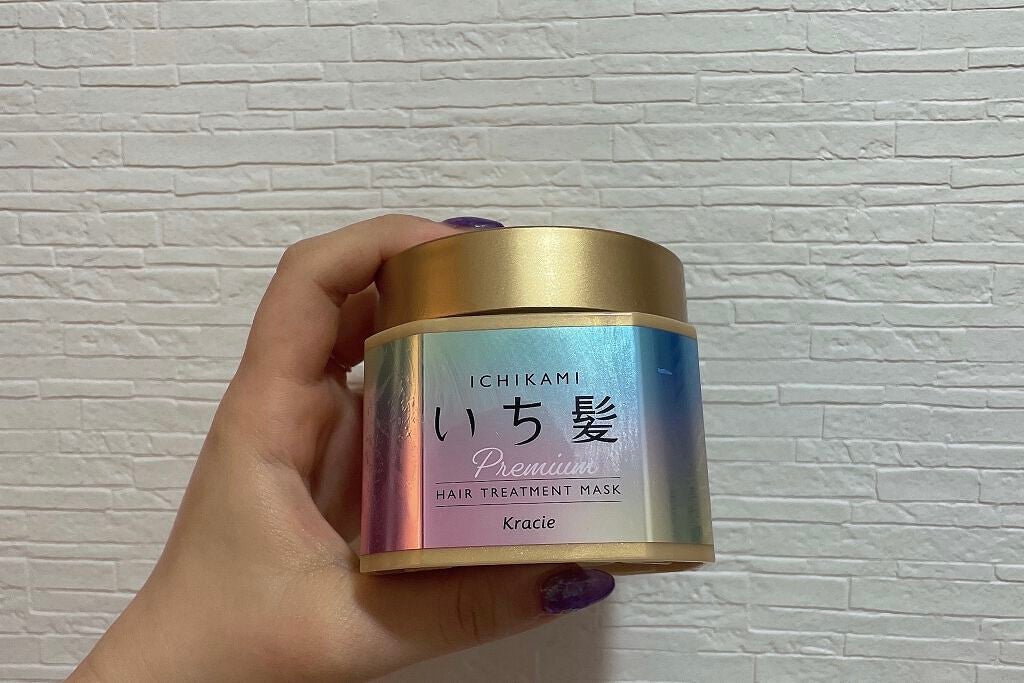 ICHIKAMI
いち髪
Premium
HAIR TREATMENT MASK
Kracie